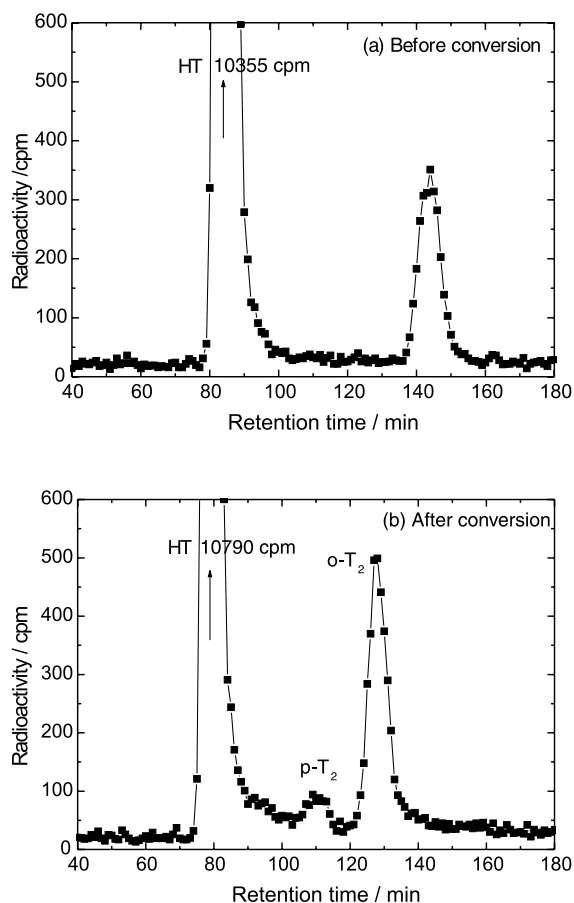 600
(a) Before conversion
HT 10355 cpm
500
400
300
200
100
0
Radioactivity /cpm
40 60 80 100 120 140 160 180
Retention time / min
600
(b) After conversion
HT 10790 cpm
o-T2
500
400
300
200
p-T2
100
0
Radioactivity / cpm
40 60 80 100 120 140 160 180
Retention time / min